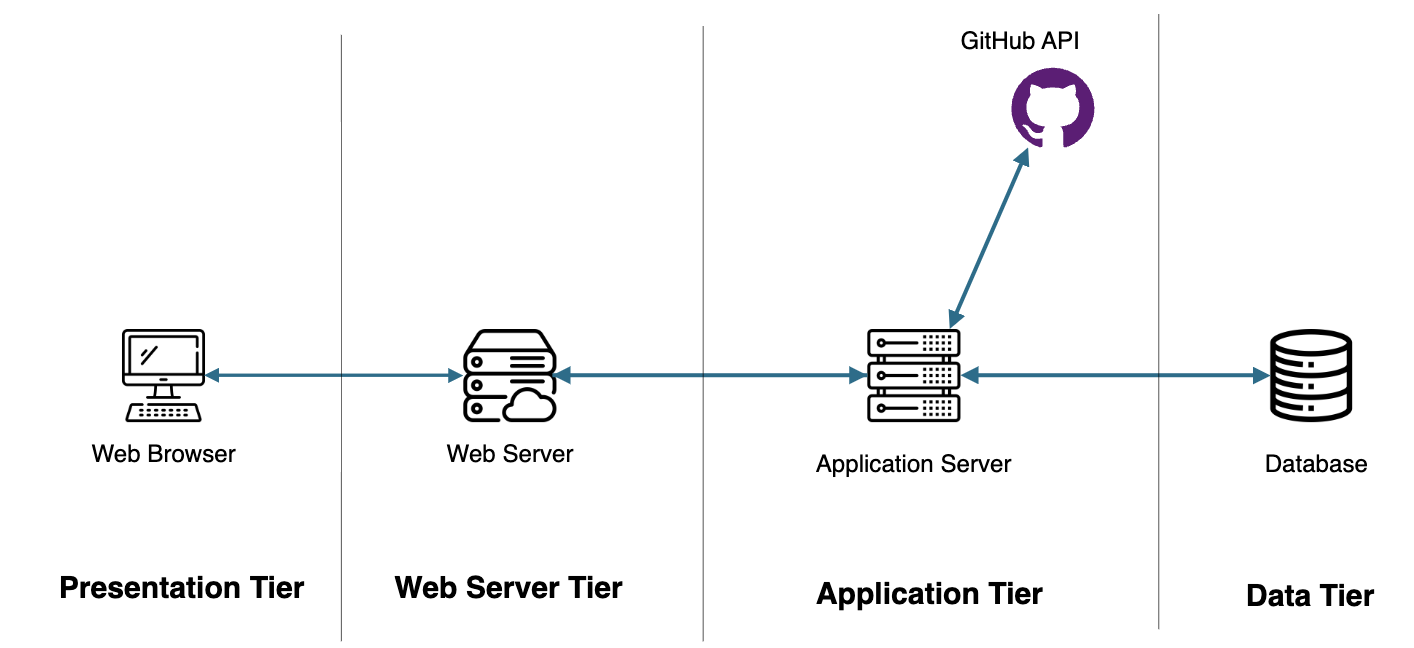 GitHub API
Web Browser
Web Server
Application Server
Database
Presentation Tier
Web Server Tier
Application Tier
Data Tier